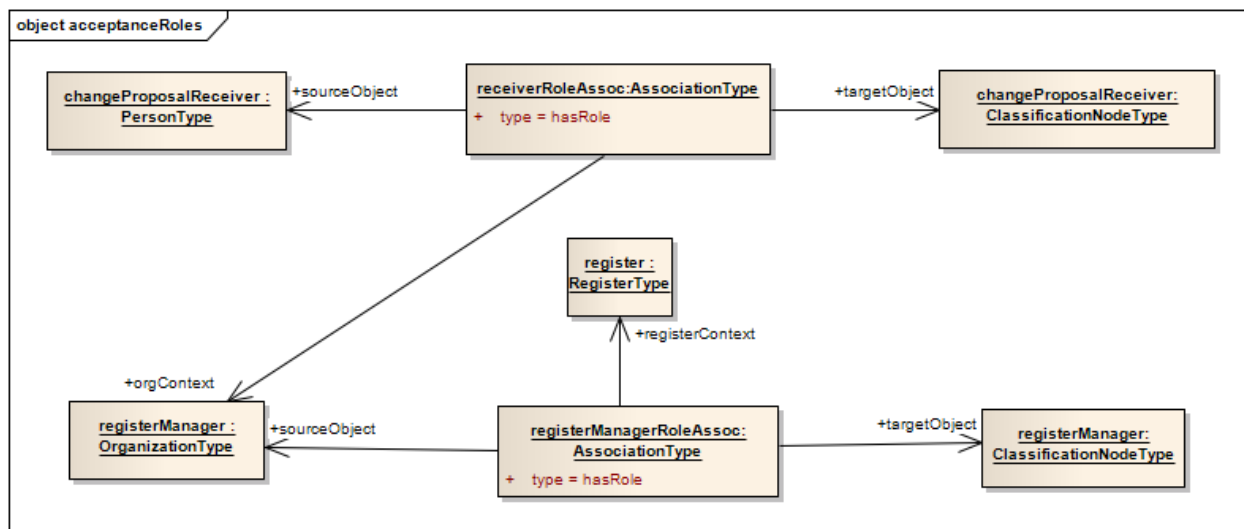 object acceptanceRoles
changeProposalReceiver :
PersonType
+sourceObject
receiverRoleAssoc:AssociationType
+ type = hasRole
+targetObject
changeProposalReceiver:
ClassificationNodeType
register :
RegisterType
+registerContext
+orgContext
registerManager :
OrganizationType
+sourceObject
registerManagerRoleAssoc:
AssociationType
+ type = hasRole
+targetObject
registerManager:
ClassificationNodeType